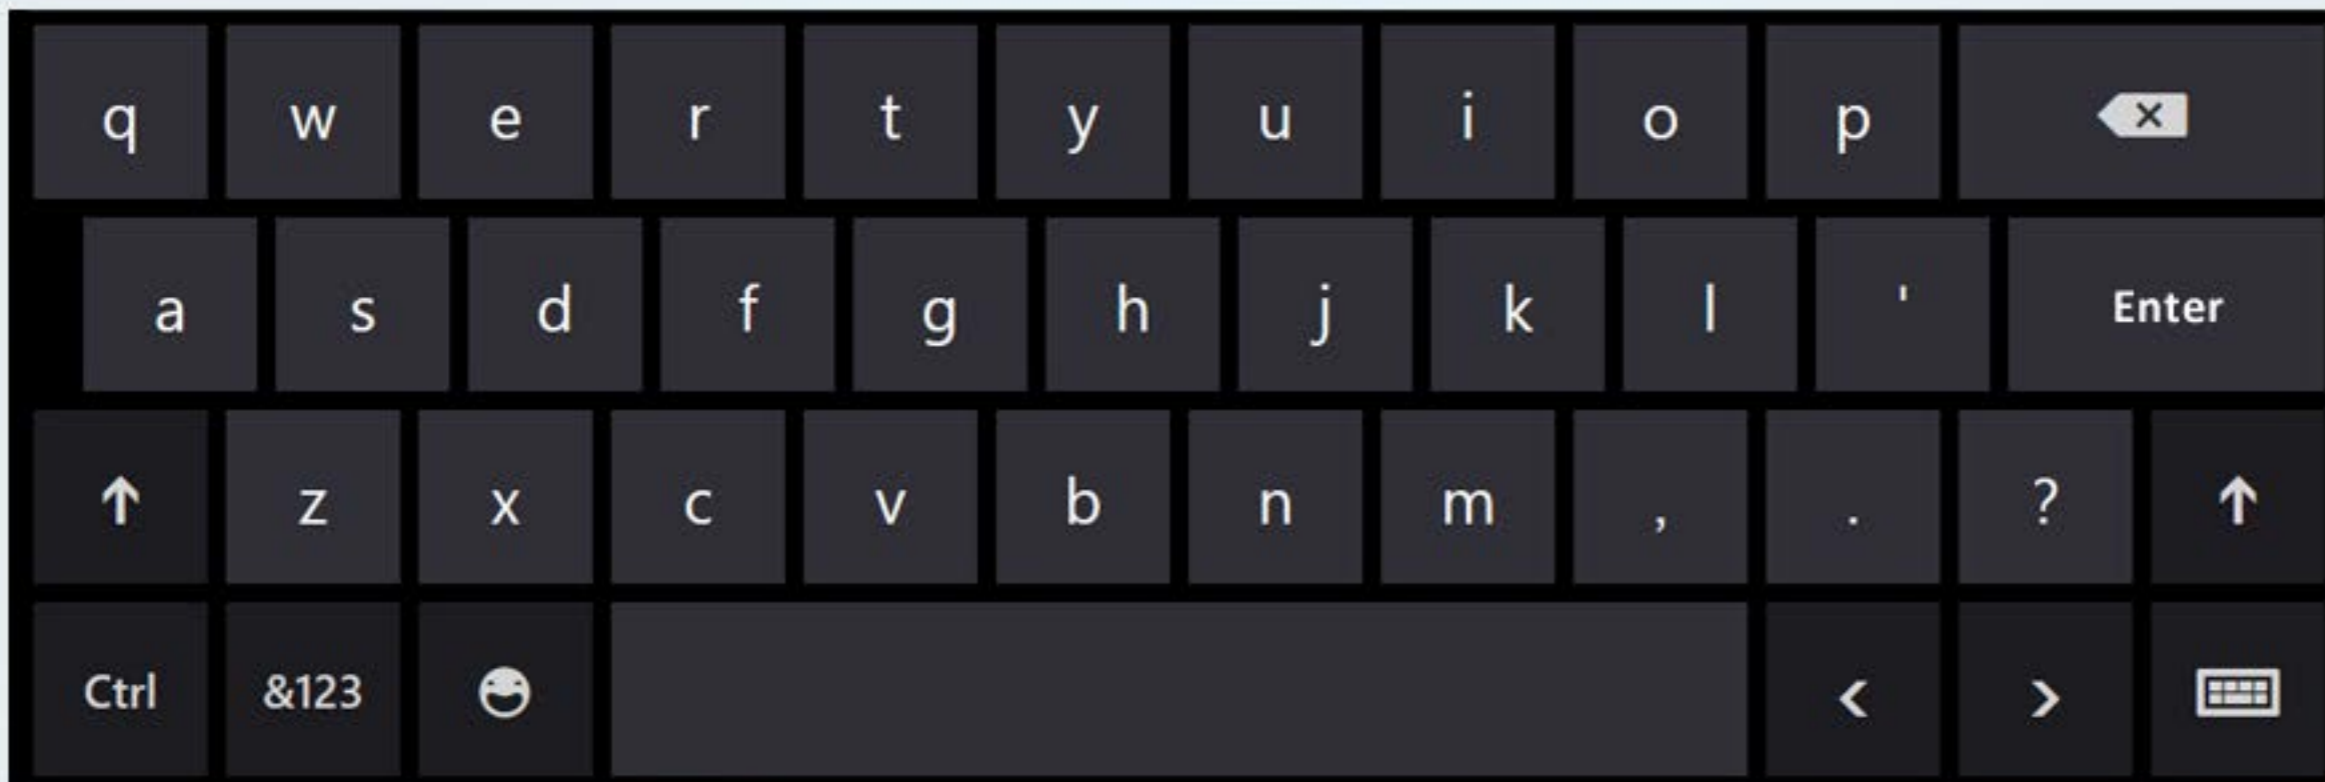 q w e r t y u i o p
a s d f g h j k l ' Enter
z x c v b n m , . ?
Ctrl &123 < >